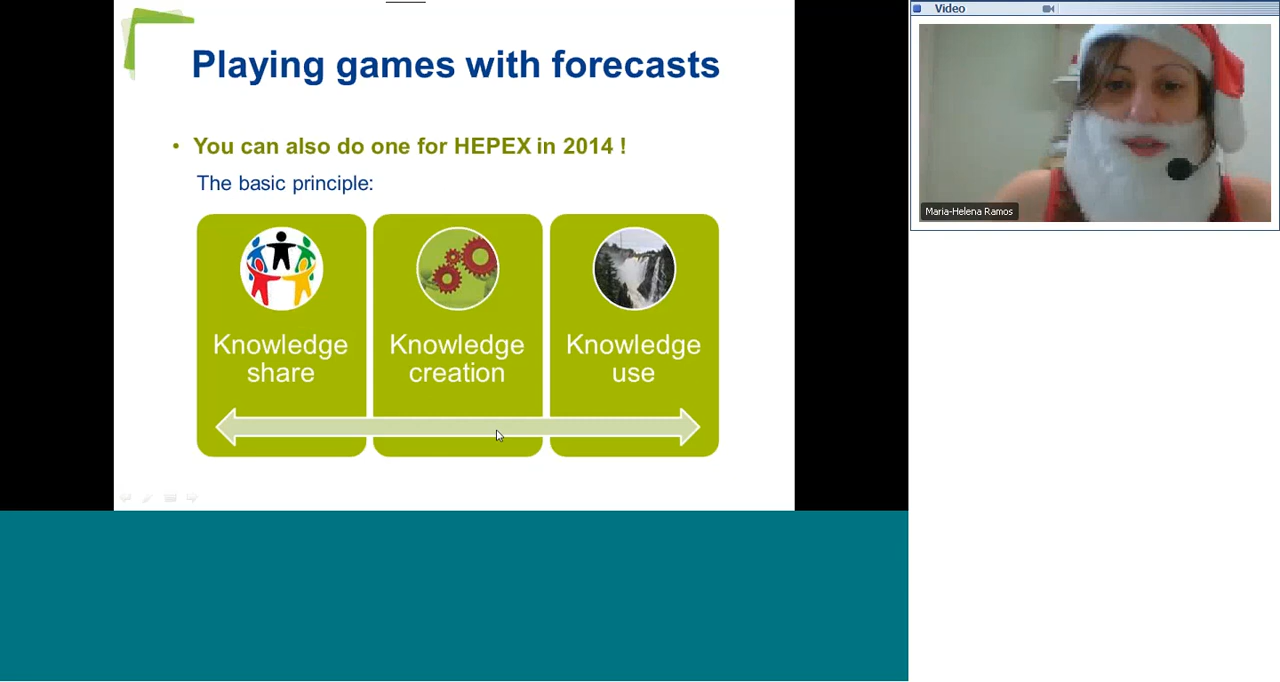 Playing games with forecasts
• You can also do one for HEPEX in 2014 !
The basic principle:
Knowledge
share
Knowledge
creation
Knowledge
use
Video
Maria-Helena Ramos